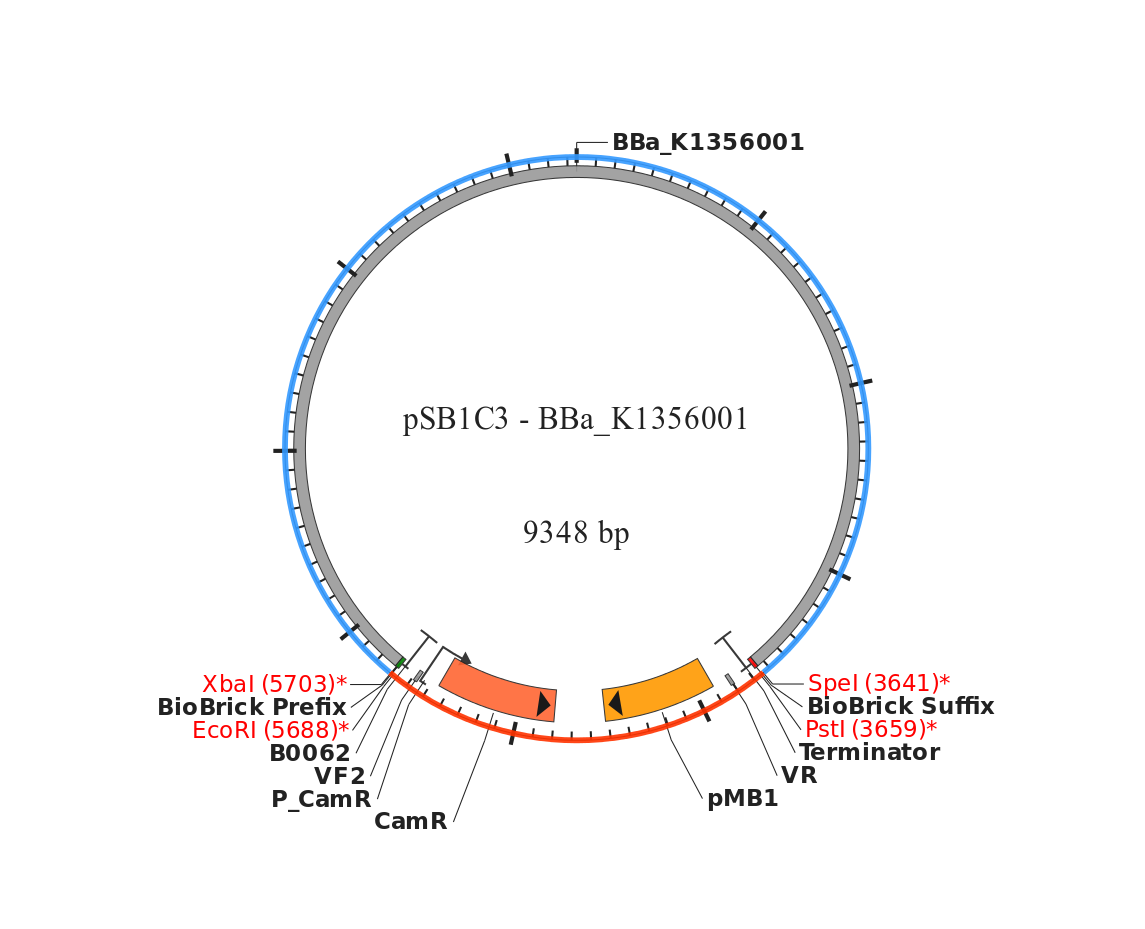 BBa_K1356001
pSB1C3 - BBa_K1356001
9348 bp
XbaI (5703)*
BioBrick Prefix
EcoRI (5688)*
B0062
VF2
P_CamR
CamR
SpeI (3641)*
BioBrick Suffix
PstI (3659)*
Terminator
VR
pMB1